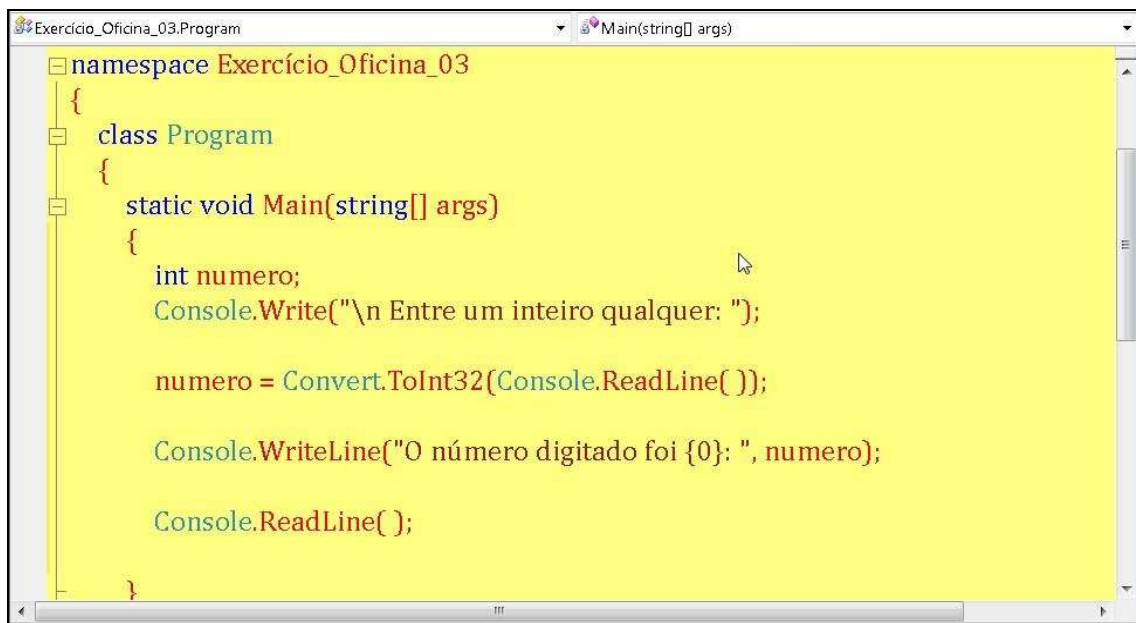 Exercício_Oficina_03.Program Main(string[] args)
namespace Exercício_Oficina_03
{
class Program
{
static void Main(string[] args)
{
int numero;
Console.Write("\n Entre um inteiro qualquer: ");
numero = Convert.ToInt32(Console.ReadLine( ));
Console.WriteLine("O número digitado foi {0}: ", numero);
Console.ReadLine( );
}